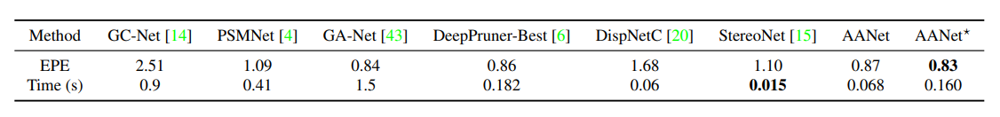 Method GC-Net [14] PSMNet [4] GA-Net [43] DeepPruner-Best [6] DispNetC [20] StereoNet [15] AANet AANet⋆
EPE 2.51 1.09 0.84 0.86 1.68 1.10 0.87 0.83
Time (s) 0.9 0.41 1.5 0.182 0.06 0.015 0.068 0.160